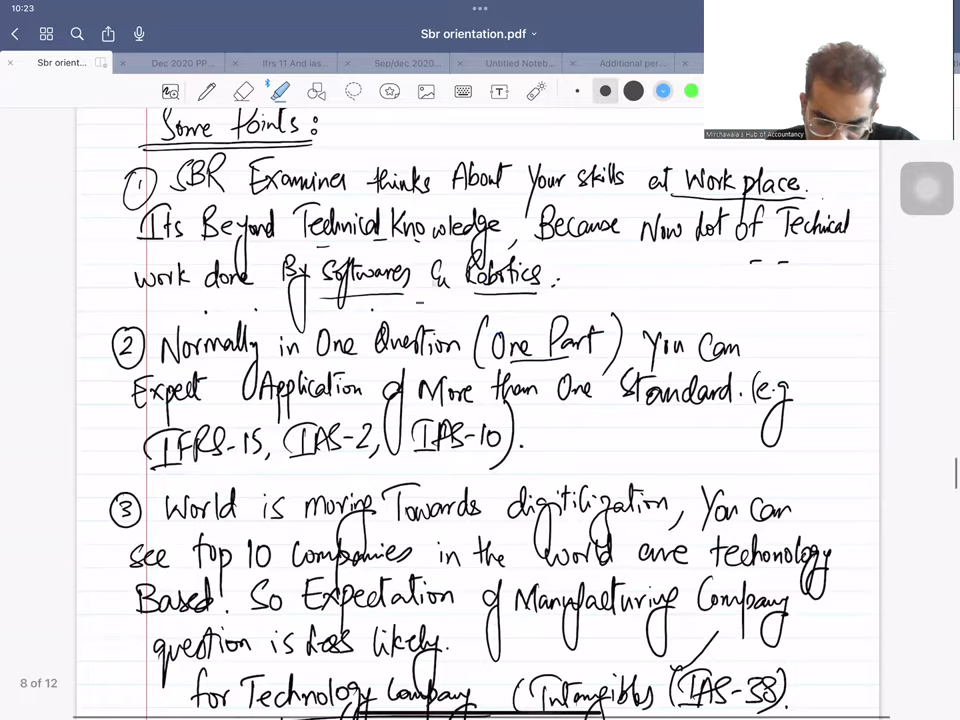 10:23
Sbr orientation.pdf
Sbr orient... Dec 2020 PP... Ifrs 11 And ias... Sep/dec 2020... Untitled Noteb... Additional per...
Mirchawala's Hub of Accountancy
Some Points:
① SBR Examiner thinks About Your skills at Work place.
Its Beyond Technical Knowledge, Because Now Lot of Techical
work done By Softwares & Robotics.
② Normally in One Question (One Part) You Can
Expect Application of More than One Standard. (e.g
IFRS-15, IAS-2, IAS-10).
③ World is moving Towards digitilization, You Can
see top 10 Companies in the world are techonology
Based. So Expectation of Manufacturing Company
question is Less likely.
for Technology Company (Intangibles) (IAS-38).
8 of 12